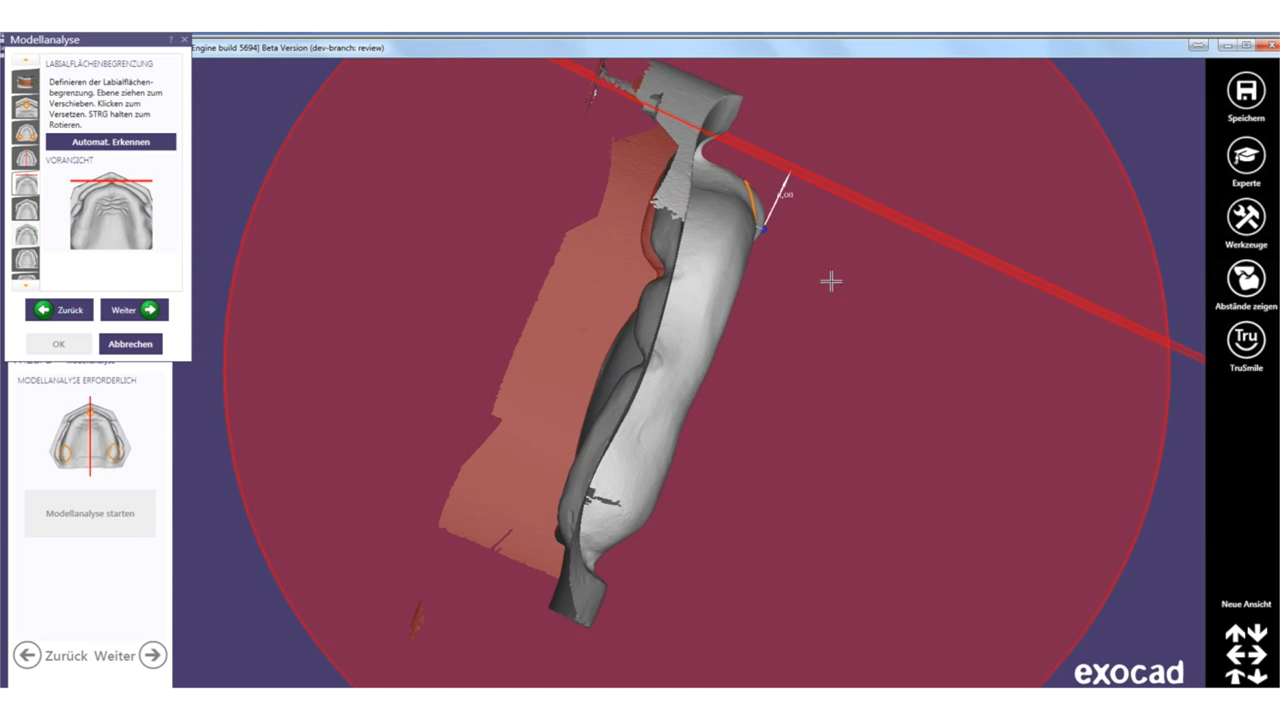 Modellanalyse
? ×
Engine build 5694] Beta Version (dev-branch: review)
LABIALFLÄCHENBEGRENZUNG
Definieren der Labialflächen-
begrenzung. Ebene ziehen zum
Verschieben. Klicken zum
Versetzen. STRG halten zum
Rotieren.
Automat. Erkennen
VORANSICHT
Zurück
Weiter
OK
Abbrechen
MODELLANALYSE ERFORDERLICH
Modellanalyse starten
Zurück Weiter
Speichern
Experte
Werkzeuge
Abstände zeigen
Tru
TruSmile
Neue Ansicht
exocad